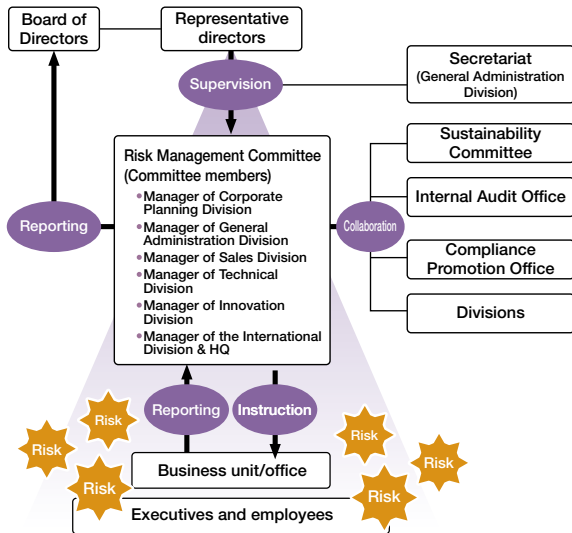 Board of
Directors
Representative
directors
Supervision
Secretariat
(General Administration
Division)
Sustainability
Committee
Risk Management Committee
(Committee members)
•Manager of Corporate
Planning Division
•Manager of General
Administration Division
•Manager of Sales Division
•Manager of Technical
Division
•Manager of Innovation
Division
•Manager of the International
Division & HQ
Reporting
Collaboration
Internal Audit Office
Compliance
Promotion Office
Divisions
Reporting
Instruction
Risk
Risk
Risk
Risk
Risk
Risk
Business unit/office
Executives and employees